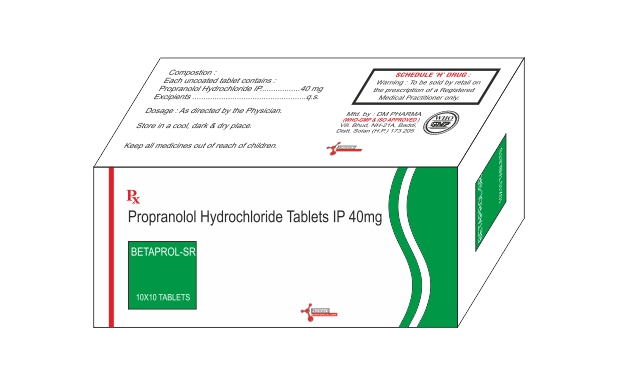 Compostion :
Each uncoated tablet contains :
Propranolol Hydrochloride IP..................40 mg
Excipients .......................................................q.s.
Dosage : As directed by the Physician.
Store in a cool, dark & dry place.
Keep all medicines out of reach of children.
SCHEDULE 'H' DRUG :
Warning : To be sold by retail on
the prescription of a Registered
Medical Practitioner only.
Mfd. by : DM PHARMA
(WHO-GMP & ISO APPROVED )
Vill. Bhud, NH-21A, Baddi,
Distt. Solan (H.P.) 173 205
WHO
GMP
Rx
Propranolol Hydrochloride Tablets IP 40mg
BETAPROL-SR
10X10 TABLETS
BETAPROL-SR